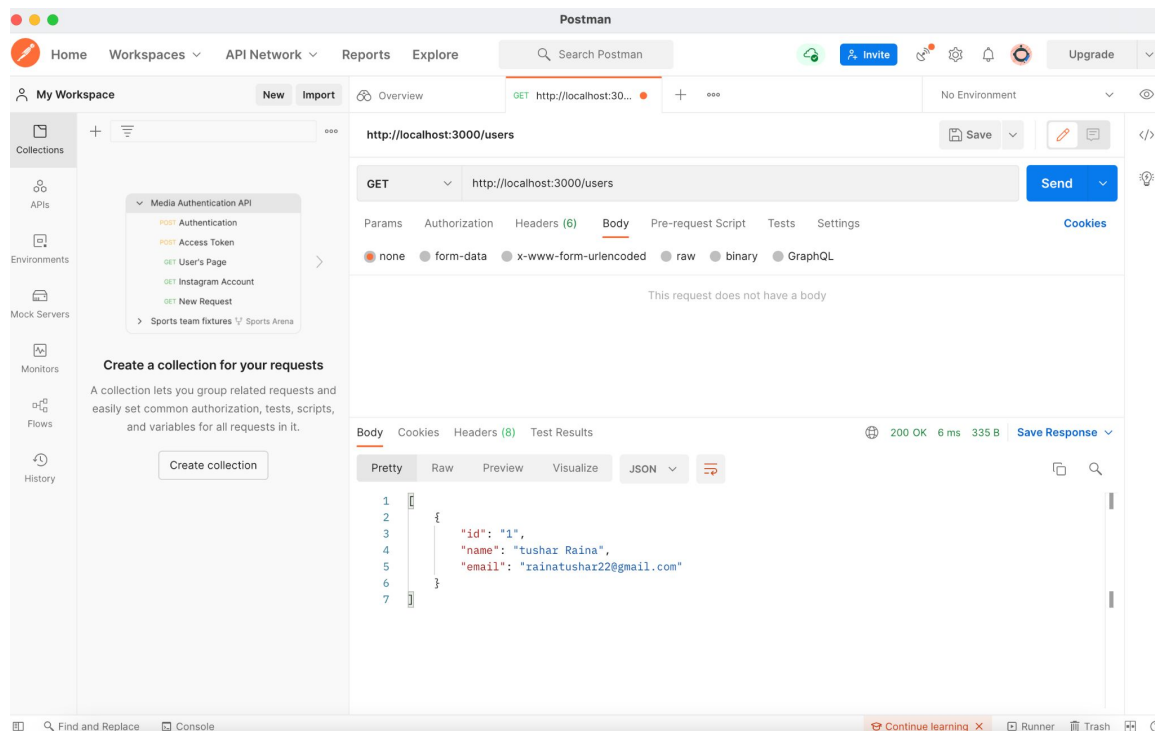 Postman
Home Workspaces API Network Reports Explore Search Postman Invite Upgrade
My Workspace New Import Overview GET http://localhost:30... No Environment
Collections
APIs
Environments
Mock Servers
Monitors
Flows
History
Media Authentication API
POST Authentication
POST Access Token
GET User's Page
GET Instagram Account
GET New Request
Sports team fixtures Sports Arena
Create a collection for your requests
A collection lets you group related requests and
easily set common authorization, tests, scripts,
and variables for all requests in it.
Create collection
http://localhost:3000/users Save </>
GET http://localhost:3000/users Send
Params Authorization Headers (6) Body Pre-request Script Tests Settings Cookies
none form-data x-www-form-urlencoded raw binary GraphQL
This request does not have a body
Body Cookies Headers (8) Test Results 200 OK 6 ms 335 B Save Response
Pretty Raw Preview Visualize JSON
1 [
2 {
3 "id": "1",
4 "name": "tushar Raina",
5 "email": "rainatushar22@gmail.com"
6 }
7 ]
Find and Replace Console Continue learning Runner Trash